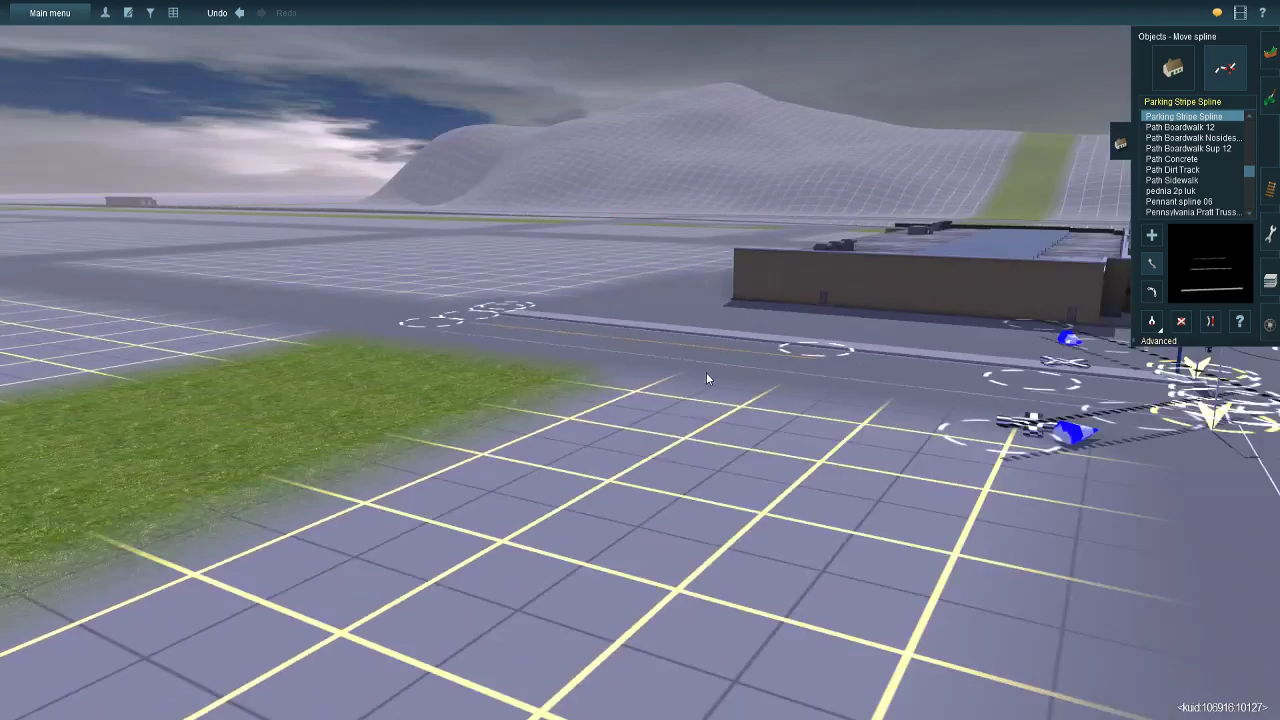 Main menu
Undo
Redo
?
Objects - Move spline
Parking Stripe Spline
Parking Stripe Spline
Path Boardwalk 12
Path Boardwalk Nosides...
Path Boardwalk Sup 12
Path Concrete
Path Dirt Track
Path Sidewalk
pednia 2p luk
Pennant spline 06
Pennsylvania Pratt Truss...
?
Advanced
<kuid:106916:10127>